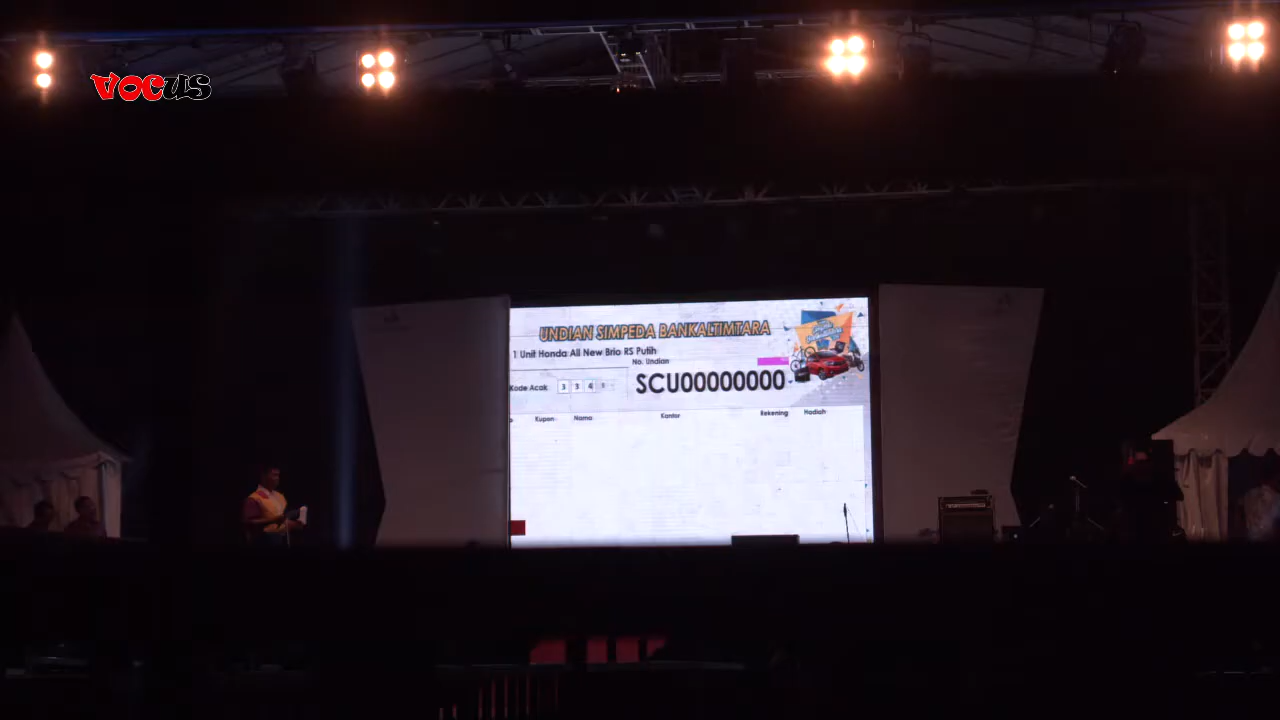 VOCUS
UNDIAN SIMPEDA BANKALTIMTARA
1 Unit Honda All New Brio RS Putih
No. Undian
Kode Acak 3 3 4
SCU00000000
Kupon Nama Kantor Rekening Hadiah